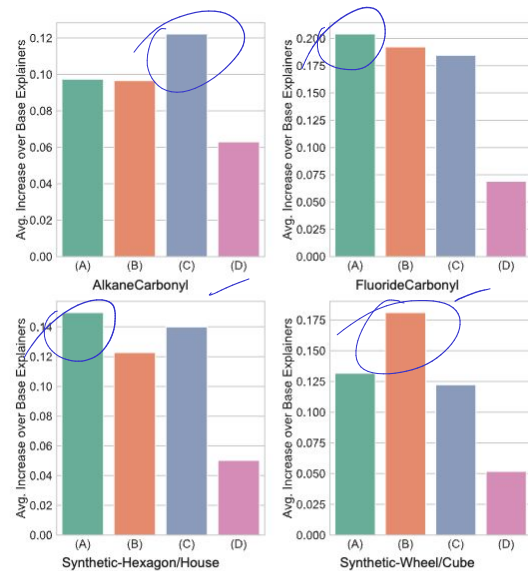 Avg. Increase over Base Explainers
0.12
0.10
0.08
0.06
0.04
0.02
0.00
(A) (B) (C) (D)
AlkaneCarbonyl
Avg. Increase over Base Explainers
0.200
0.175
0.150
0.125
0.100
0.075
0.050
0.025
0.000
(A) (B) (C) (D)
FluorideCarbonyl
Avg. Increase over Base Explainers
0.14
0.12
0.10
0.08
0.06
0.04
0.02
0.00
(A) (B) (C) (D)
Synthetic-Hexagon/House
Avg. Increase over Base Explainers
0.175
0.150
0.125
0.100
0.075
0.050
0.025
0.000
(A) (B) (C) (D)
Synthetic-Wheel/Cube